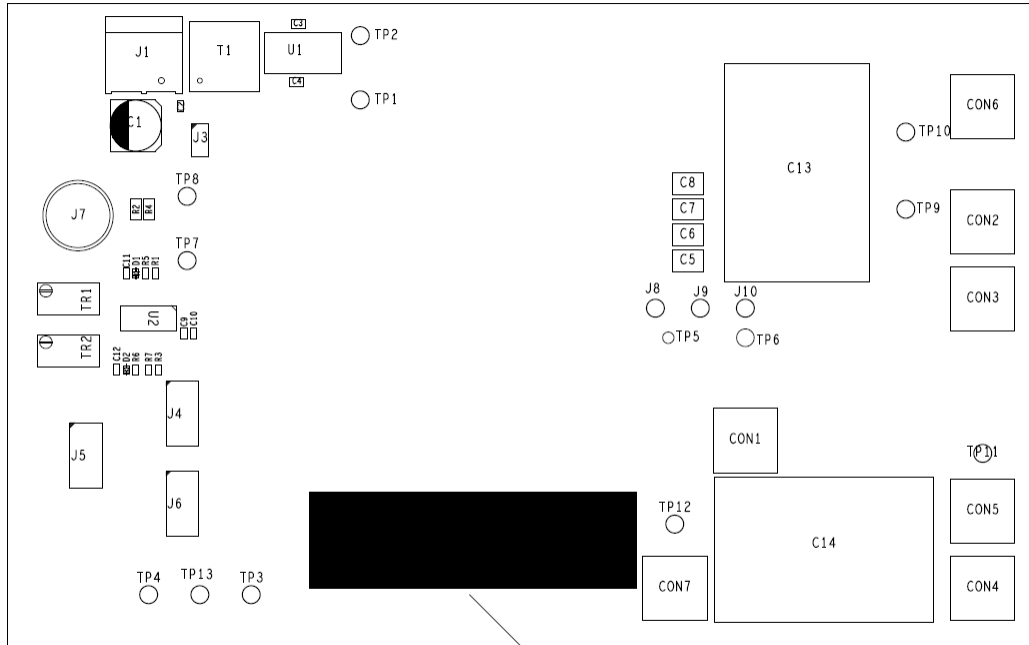 C3
TP2
J1
T1
U1
C4
TP1
CON6
C1
J3
TP10
C13
TP8
C8
R2
R4
C7
TP9
J7
CON2
C6
TP7
C5
C11
D1
R5
R1
J8
J9
J10
CON3
TR1
U2
C9
C10
TP5
TP6
TR2
C12
D2
R6
R7
R3
J4
CON1
J5
TP11
J6
TP12
CON5
C14
TP4
TP13
TP3
CON7
CON4